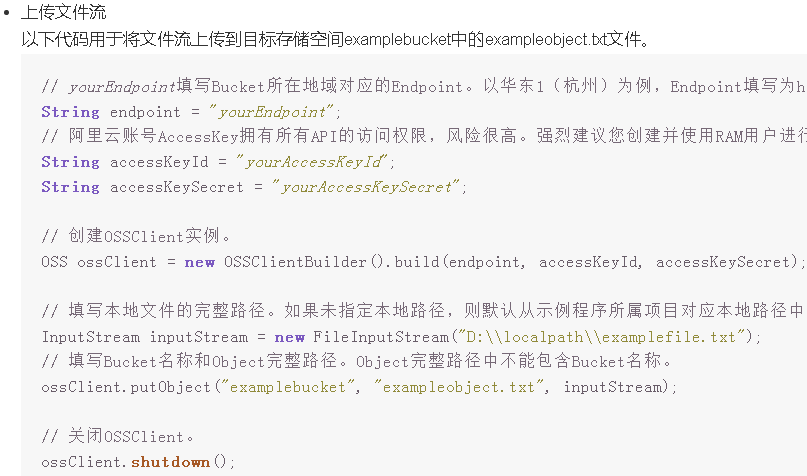 上传文件流
以下代码用于将文件流上传到目标存储空间examplebucket中的exampleobject.txt文件。
// yourEndpoint填写Bucket所在地域对应的Endpoint。以华东1（杭州）为例，Endpoint填写为h
String endpoint = "yourEndpoint";
// 阿里云账号AccessKey拥有所有API的访问权限，风险很高。强烈建议您创建并使用RAM用户进行
String accessKeyId = "yourAccessKeyId";
String accessKeySecret = "yourAccessKeySecret";
// 创建OSSClient实例。
OSS ossClient = new OSSClientBuilder().build(endpoint, accessKeyId, accessKeySecret);
// 填写本地文件的完整路径。如果未指定本地路径，则默认从示例程序所属项目对应本地路径中
InputStream inputStream = new FileInputStream("D:\\localpath\\examplefile.txt");
// 填写Bucket名称和Object完整路径。Object完整路径中不能包含Bucket名称。
ossClient.putObject("examplebucket", "exampleobject.txt", inputStream);
// 关闭OSSClient。
ossClient.shutdown();